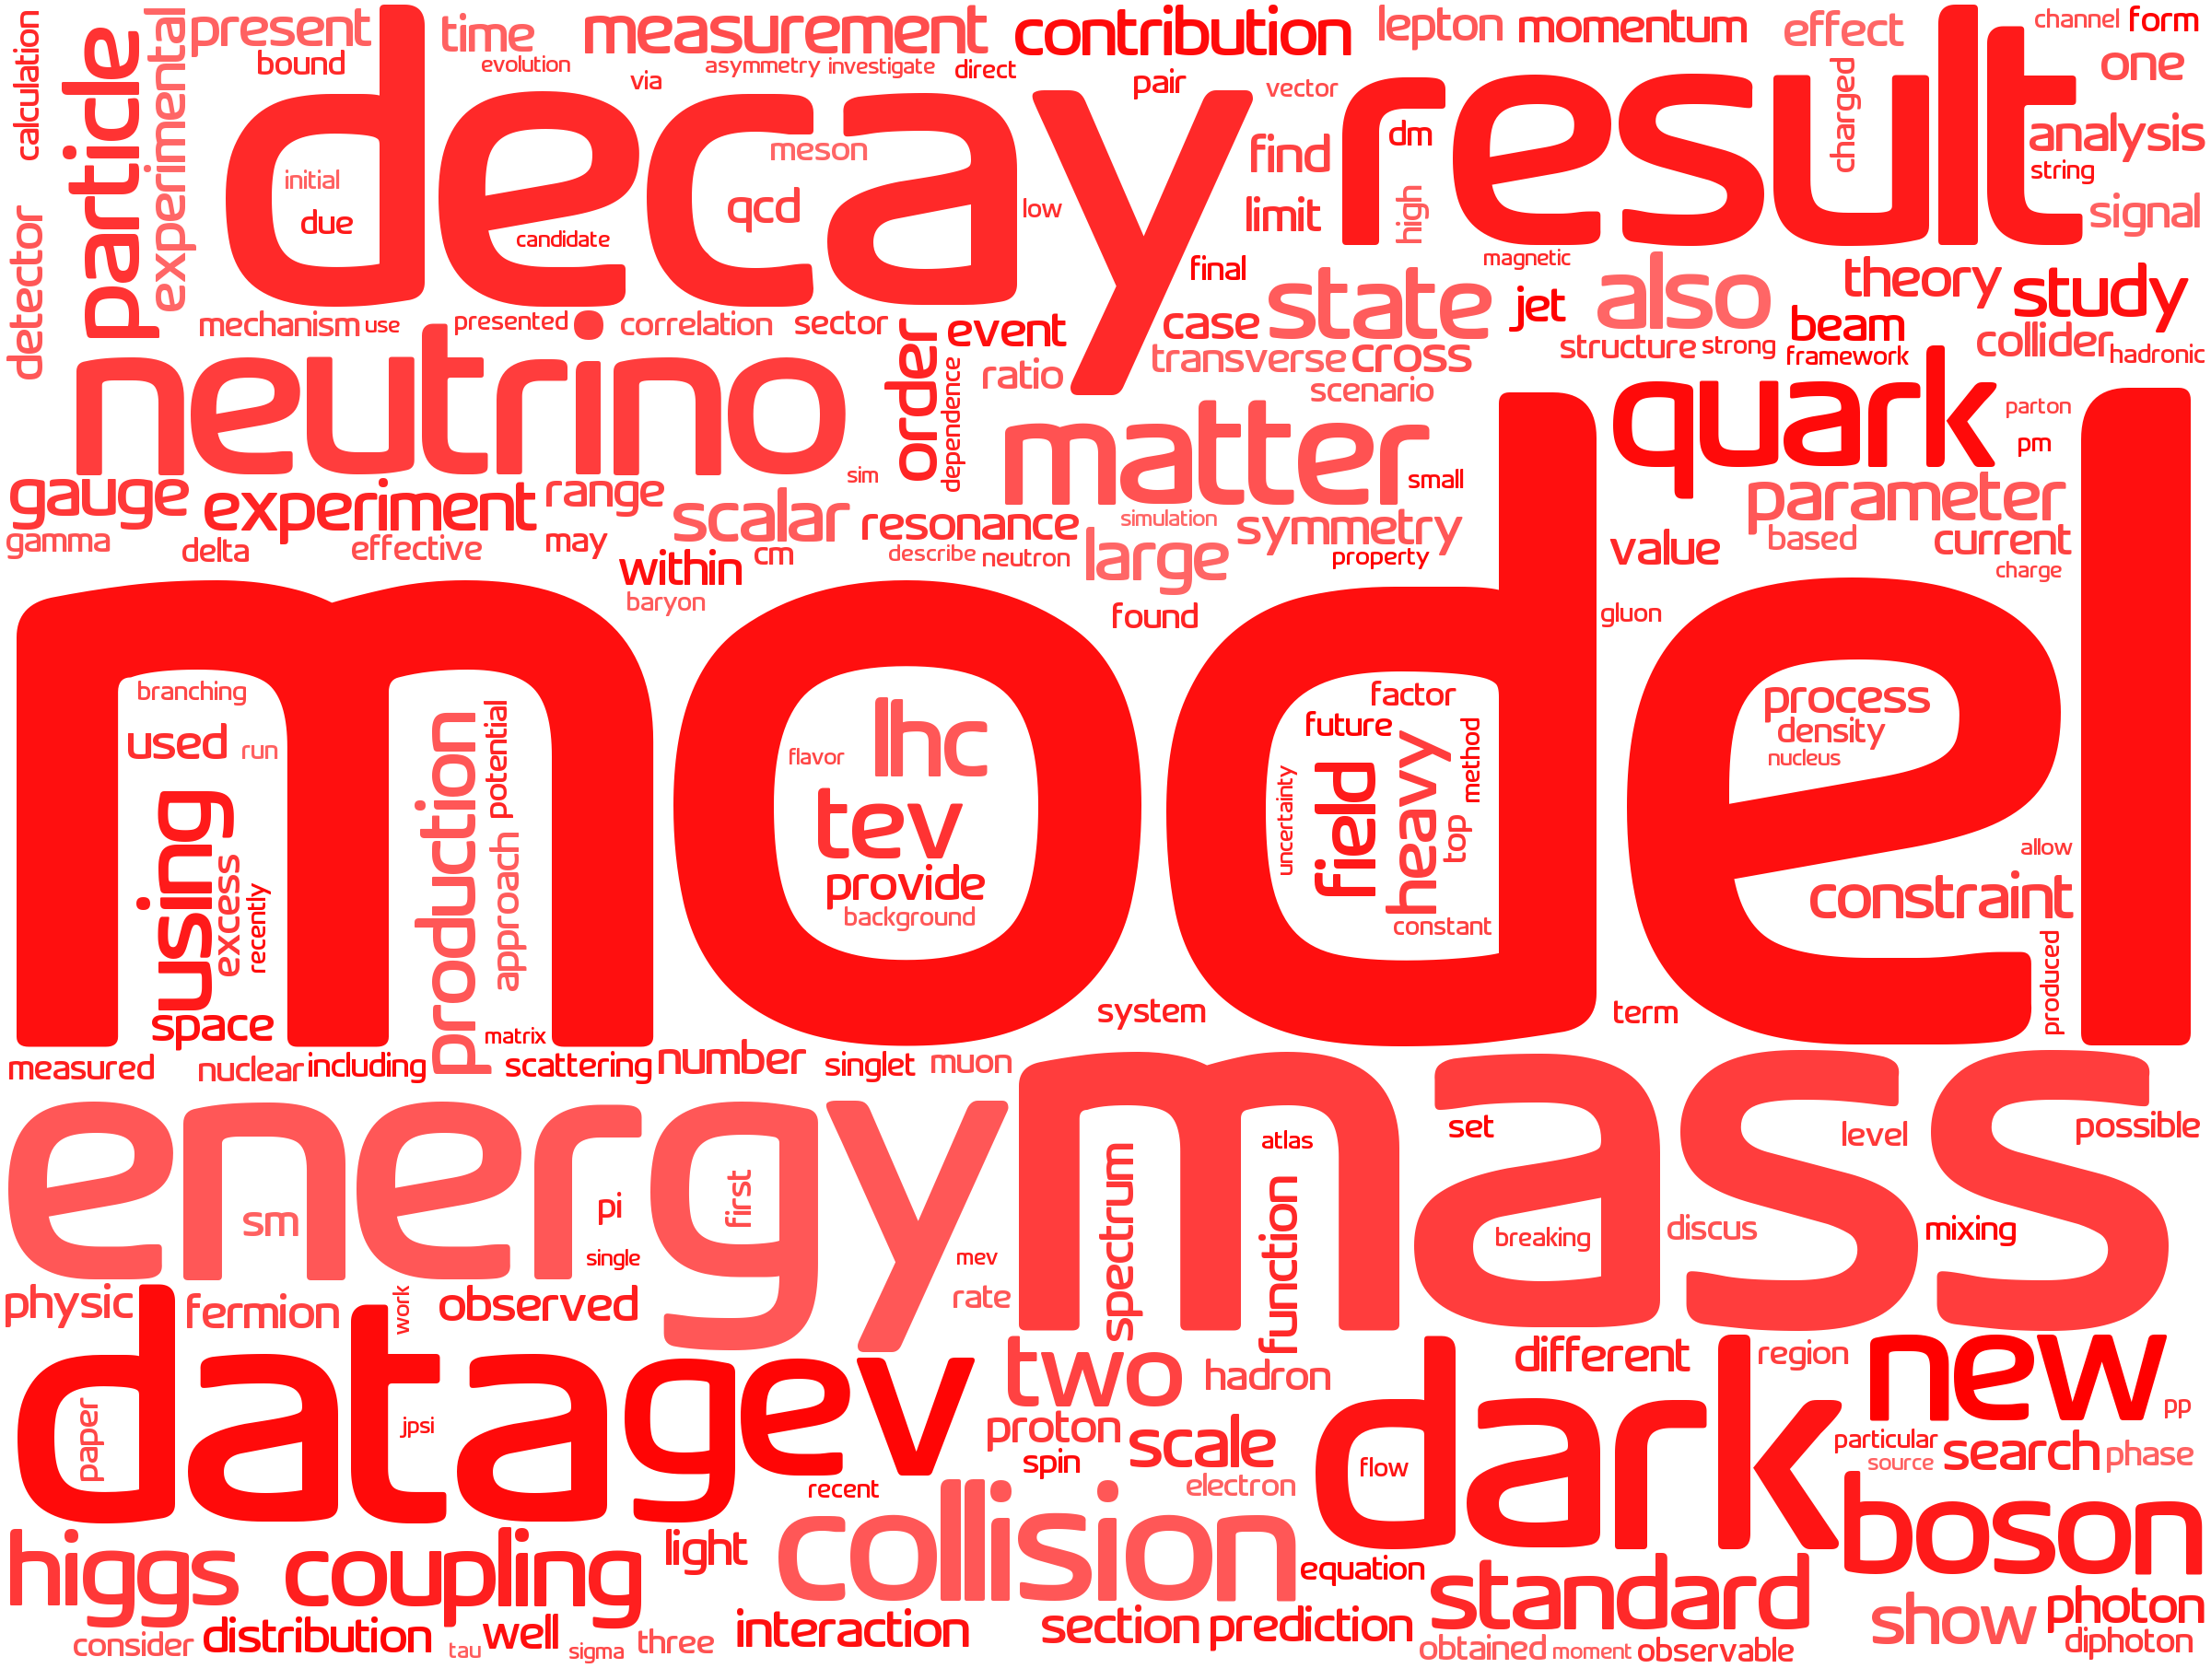 calculation
particle
experimental
present
bound
decay
time
evolution
measurement
via
asymmetry
investigate
direct
contribution
pair
lepton
momentum
vector
effect
channel
form
one
result
charged
analysis
string
signal
find
dm
limit
high
initial
due
candidate
meson
qcd
low
detector
mechanism
use
presented
correlation
sector
final
magnetic
state
also
theory
study
jet
beam
collider
hadronic
framework
structure
strong
case
transverse
cross
scenario
event
ratio
order
dependence
neutrino
sim
matter
small
quark
parton
pm
gauge
gamma
experiment
delta
effective
range
may
scalar
within
cm
baryon
resonance
simulation
describe
neutron
large
symmetry
property
found
parameter
value
based
current
charge
gluon
model
branching
used
run
using
excess
recently
space
production
potential
approach
matrix
flavor
lhc
tev
provide
background
factor
future
field
heavy
method
top
uncertainty
constant
process
density
nucleus
allow
constraint
produced
system
term
measured
nuclear
including
scattering
number
singlet
muon
energy
mass
sm
pi
single
first
mev
rate
spectrum
atlas
function
set
breaking
level
discus
mixing
possible
physic
fermion
work
observed
data
paper
jpsi
gev
recent
two
hadron
proton
spin
scale
electron
different
region
dark
flow
new
pp
particular
source
search
phase
boson
higgs
coupling
light
collision
equation
standard
consider
distribution
tau
well
sigma
three
interaction
section
prediction
obtained
moment
observable
show
photon
diphoton